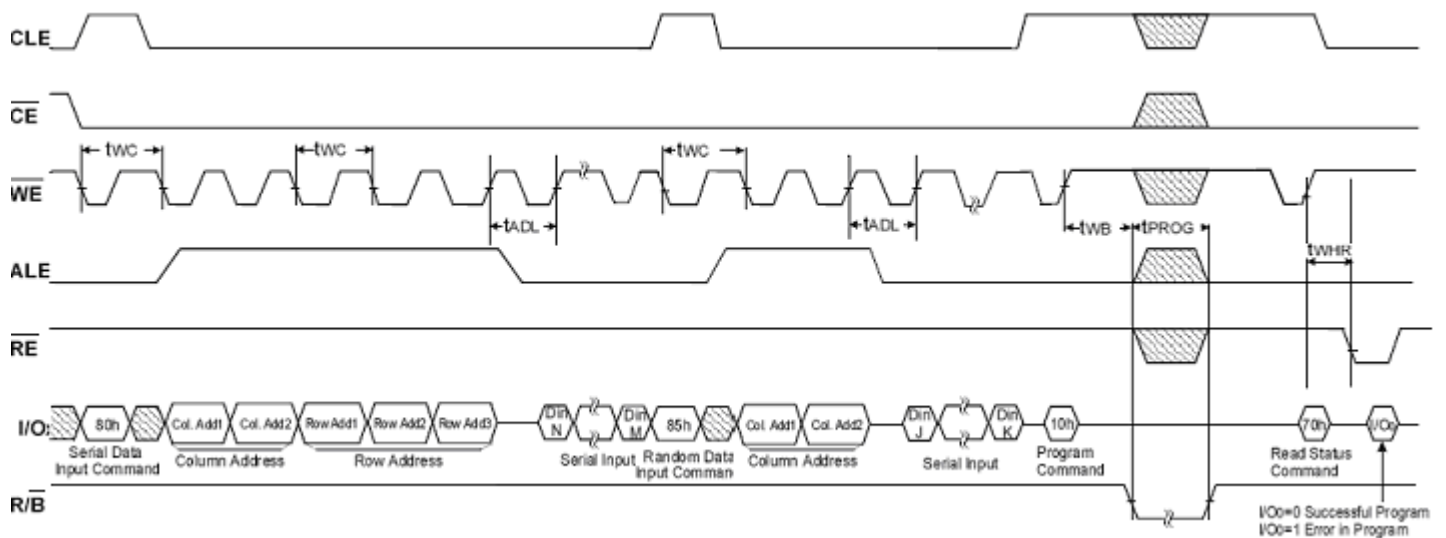 CLE
CE
tWC tWC tWC
WE
tADL tADL tWB tPROG
tWHR
ALE
RE
I/O: 80h Col. Add1 Col. Add2 Row Add1 Row Add2 Row Add3 Din N Din M 85h Col. Add1 Col. Add2 Din J Din K 10h 70h I/O0
Serial Data Input Command
Column Address
Row Address
Serial Input
Random Data Input Comman
Column Address
Serial Input
Program Command
Read Status Command
R/B
I/O0=0 Successful Program
I/O0=1 Error in Program